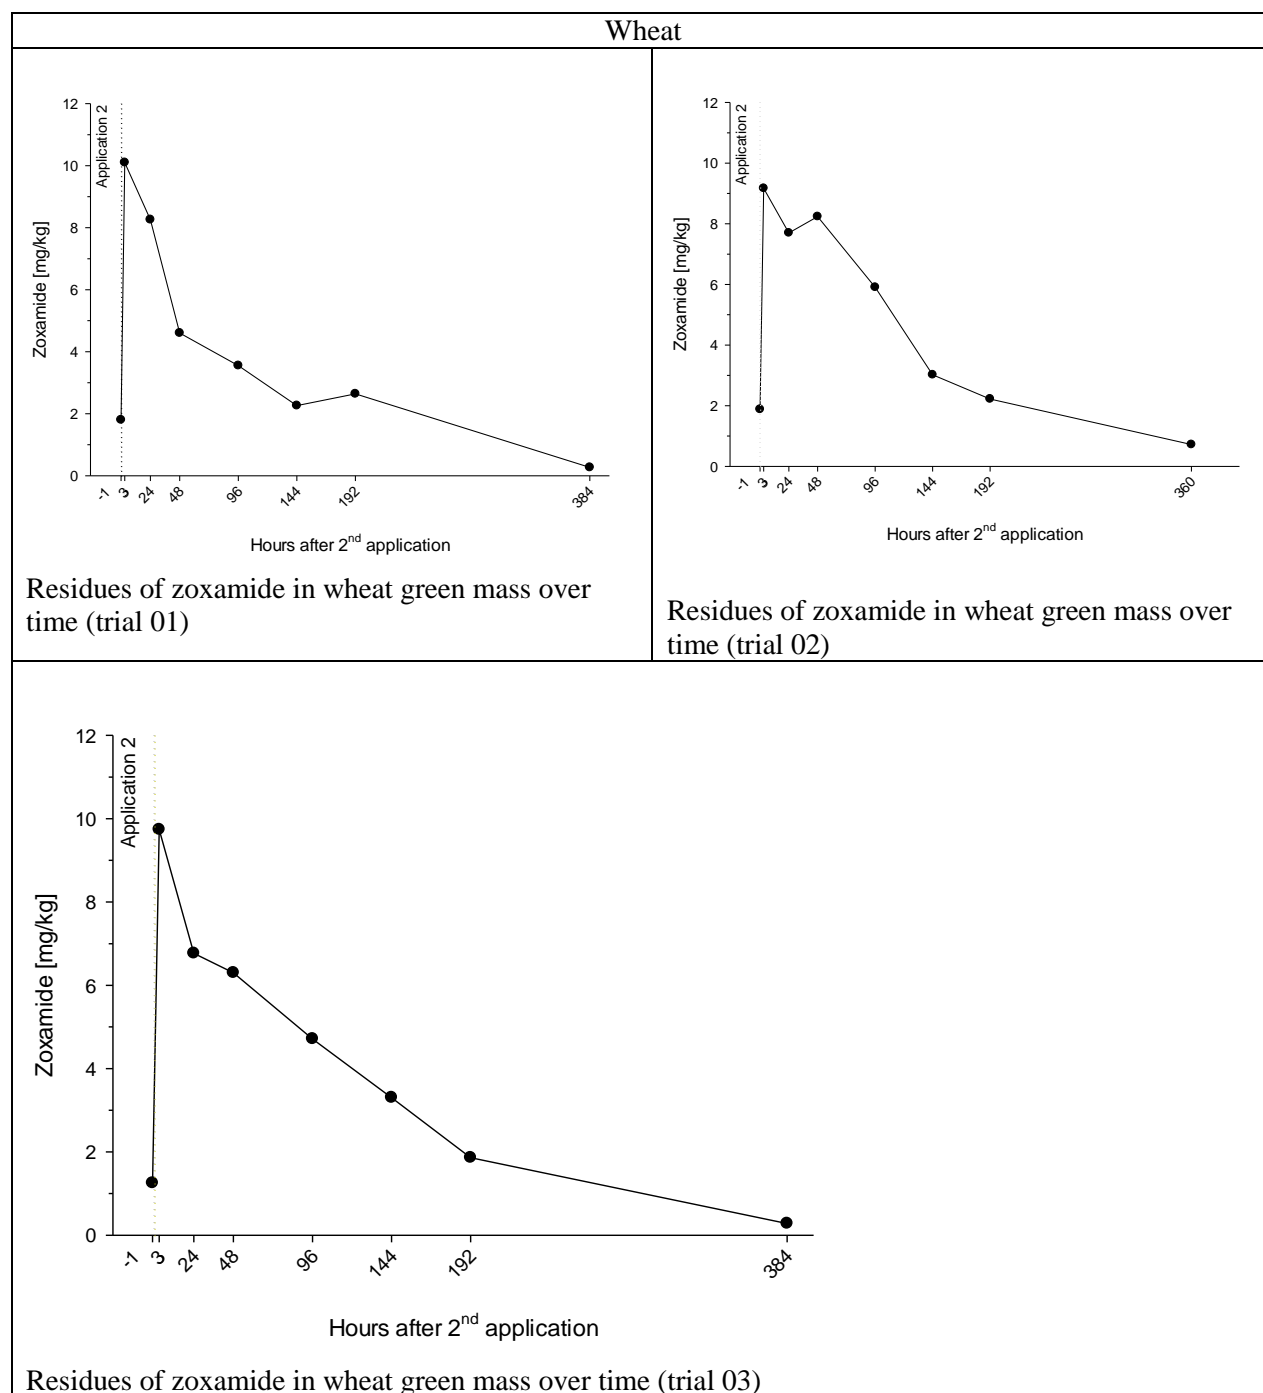 Wheat
Application 2
12
10
8
6
4
2
0
Zoxamide [mg/kg]
-1 3 24 48 96 144 192 384
Hours after 2nd application
Residues of zoxamide in wheat green mass over
time (trial 01)
Application 2
12
10
8
6
4
2
0
Zoxamide [mg/kg]
-1 3 24 48 96 144 192 360
Hours after 2nd application
Residues of zoxamide in wheat green mass over
time (trial 02)
Application 2
12
10
8
6
4
2
0
Zoxamide [mg/kg]
-1 3 24 48 96 144 192 384
Hours after 2nd application
Residues of zoxamide in wheat green mass over time (trial 03)